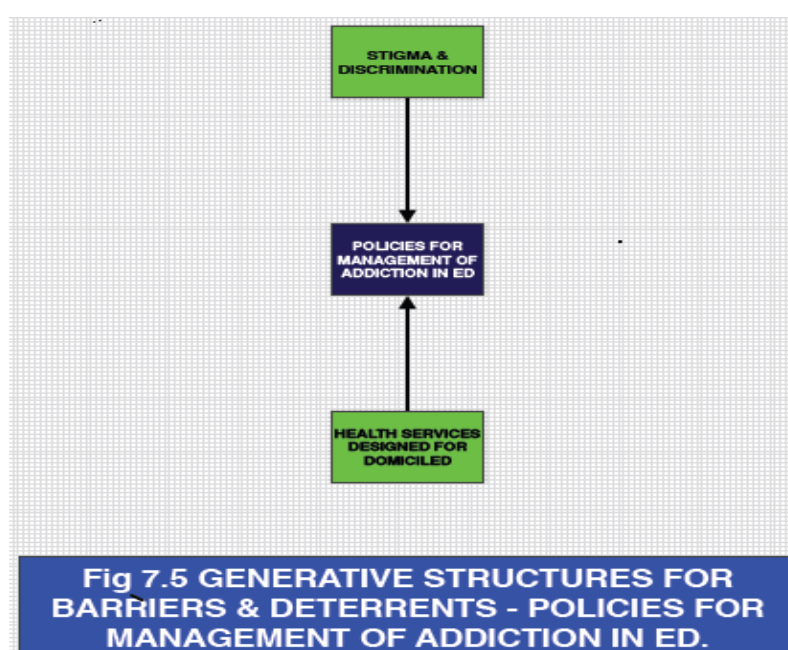 STIGMA &
DISCRIMINATION
POLICIES FOR
MANAGEMENT OF
ADDICTION IN ED
HEALTH SERVICES
DESIGNED FOR
DOMICILED
Fig 7.5 GENERATIVE STRUCTURES FOR
BARRIERS & DETERRENTS - POLICIES FOR
MANAGEMENT OF ADDICTION IN ED.